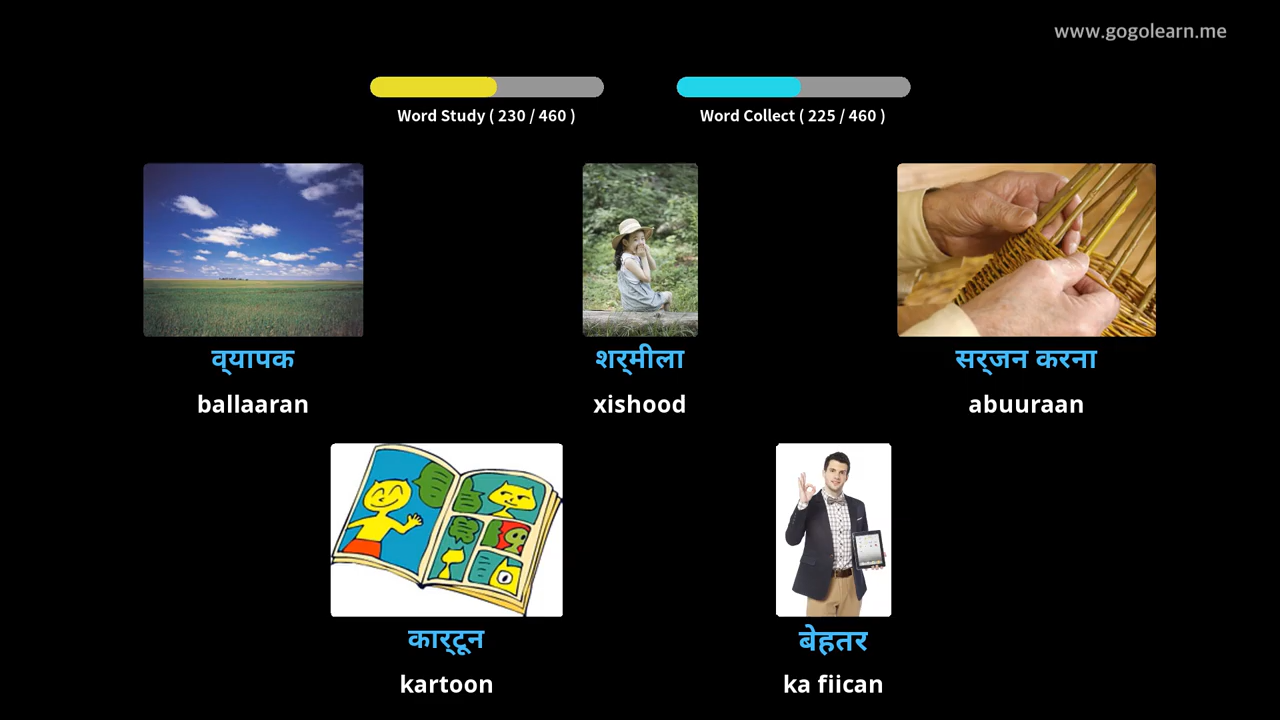 www.gogolearn.me
Word Study ( 230 / 460 )
Word Collect ( 225 / 460 )
व्यापक
ballaaran
शर्मीला
xishood
सर्जन करना
abuuraan
कार्टून
kartoon
बेहतर
ka fiican